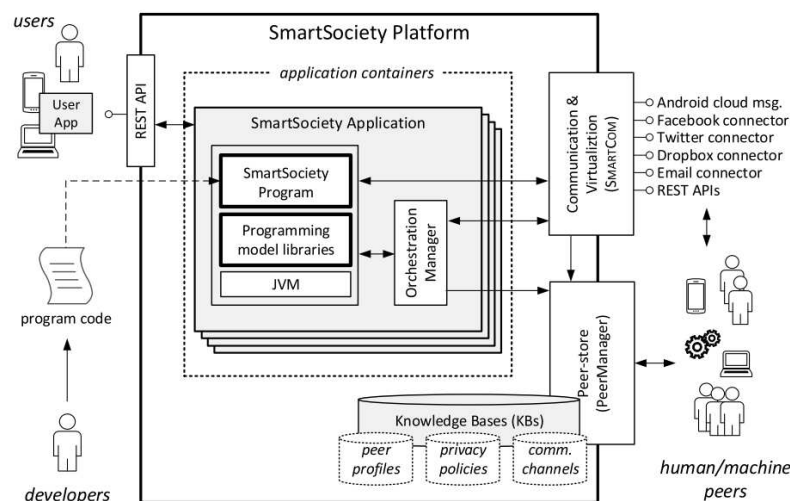 users
SmartSociety Platform
application containers
User
App
REST API
SmartSociety Application
SmartSociety
Program
Programming
model libraries
JVM
Orchestration
Manager
Communication &
Virtualiztion
(SMARTCOM)
Android cloud msg.
Facebook connector
Twitter connector
Dropbox connector
Email connector
REST APIs
program code
Peer-store
(PeerManager)
Knowledge Bases (KBs)
peer
profiles
privacy
policies
comm.
channels
developers
human/machine
peers